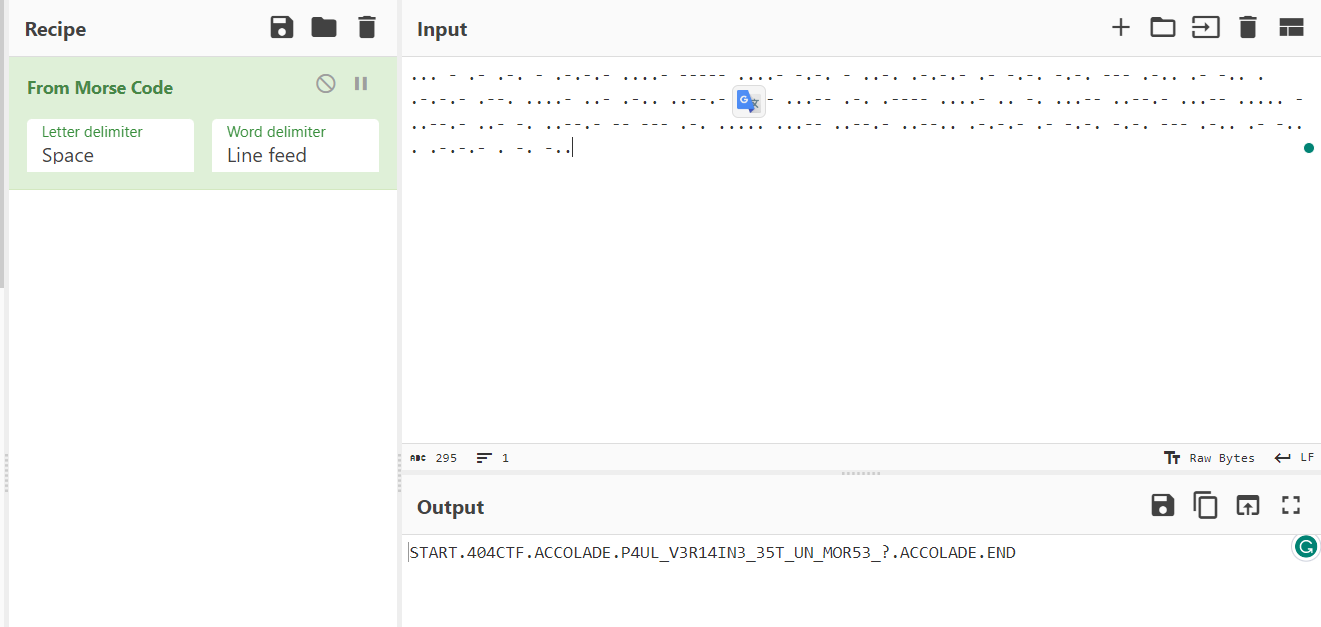 Recipe
Input
From Morse Code
Letter delimiter
Space
Word delimiter
Line feed
... - .- .-. - .-.-.- ....- ----- ....- -.-. - ..-. .-.-.- .- -.-. -.-. --- .-.. .- -.. .
.-.-.- .--. ....- ..- .-.. ..--.- - ...-- .-. .---- ....- .. -. ...-- ..--.- ...-- ..... -
..--.- ..- -. ..--.- -- --- .-. ..... ...-- ..--.- ..--.. .-.-.- .- -.-. -.-. --- .-.. .- -..
. .-.-.- . -. -..
ABC 295 1 Raw Bytes LF
Output
START.404CTF.ACCOLADE.P4UL_V3R14IN3_35T_UN_MOR53_?.ACCOLADE.END